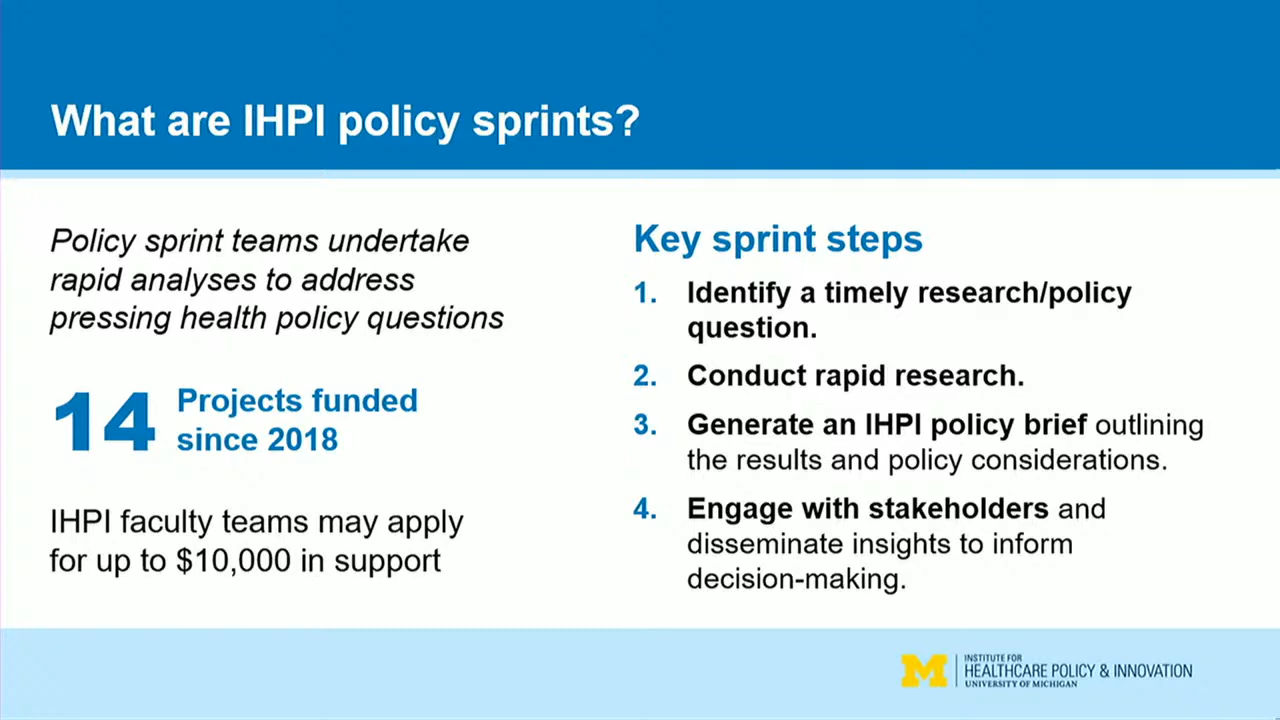 What are IHPI policy sprints?
Policy sprint teams undertake
rapid analyses to address
pressing health policy questions
14 Projects funded
since 2018
IHPI faculty teams may apply
for up to $10,000 in support
Key sprint steps
1. Identify a timely research/policy
question.
2. Conduct rapid research.
3. Generate an IHPI policy brief outlining
the results and policy considerations.
4. Engage with stakeholders and
disseminate insights to inform
decision-making.
M
INSTITUTE FOR
HEALTHCARE POLICY & INNOVATION
UNIVERSITY OF MICHIGAN